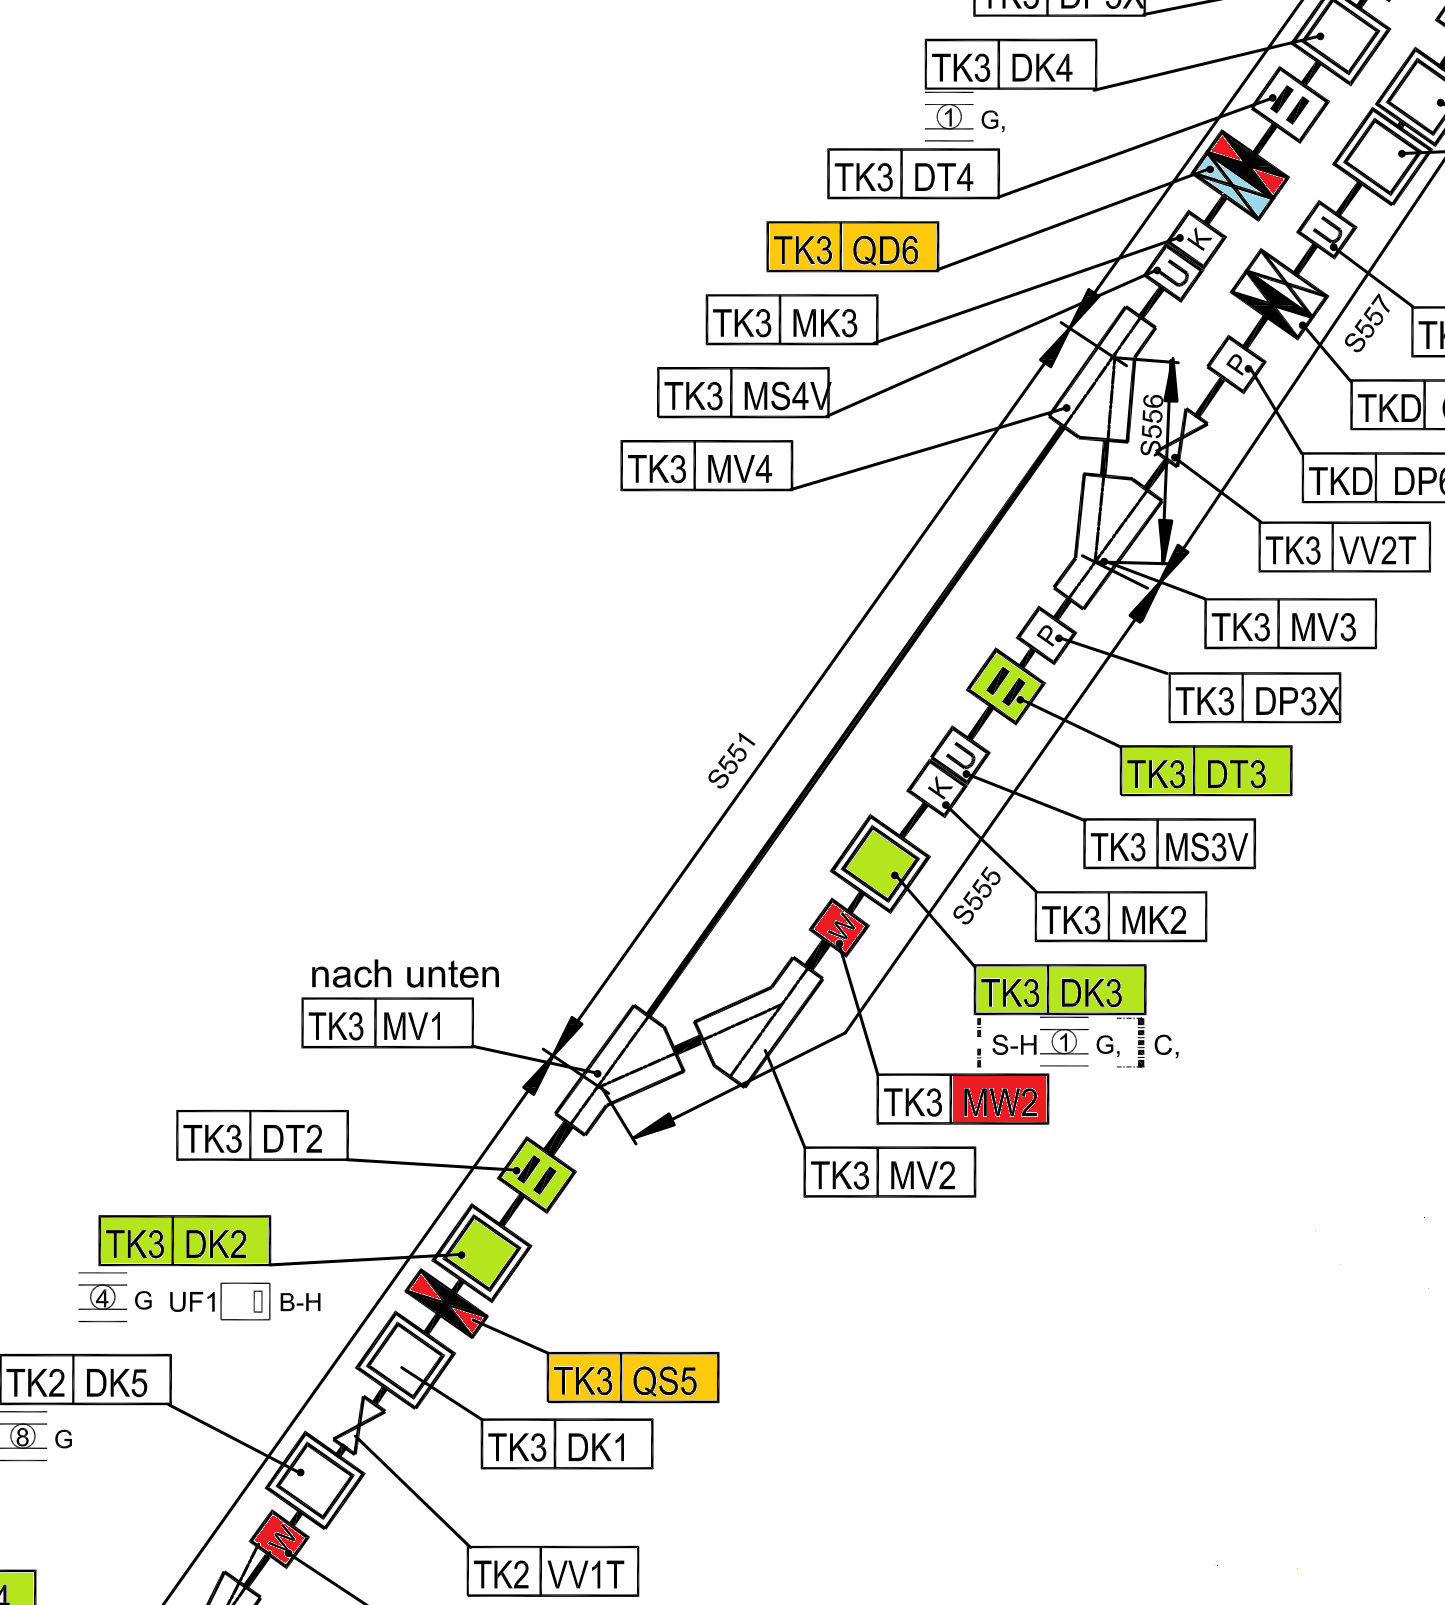 TK3 DK4
① G,
TK3 DT4
TK3 QD6
TK3 MK3
TK3 MS4V
TK3 MV4
K
U
U
S557
P
TKD
S556
TKD
TK3 VV2T
TK3 MV3
P
TK3 DP3X
S551
TK3 DT3
U
K
TK3 MS3V
S555
TK3 MK2
W
nach unten
TK3 DK3
TK3 MV1
S-H ① G, C,
TK3 MW2
TK3 DT2
TK3 MV2
TK3 DK2
④ G UF1 B-H
TK3 QS5
TK2 DK5
⑧ G
TK3 DK1
W
TK2 VV1T